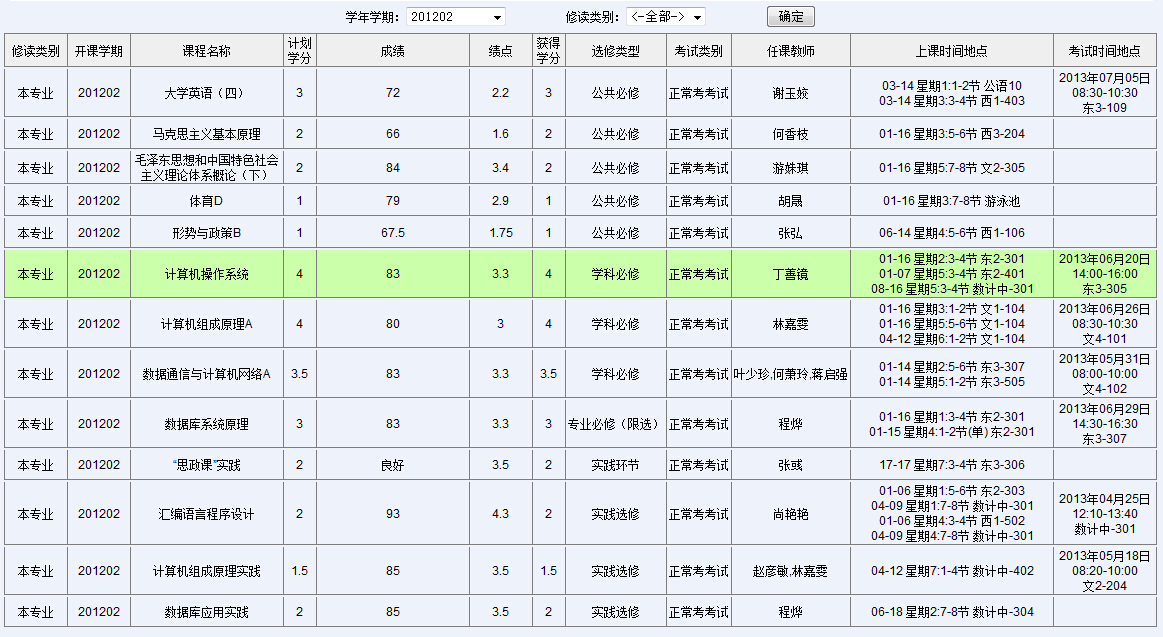 学年学期: 201202 修读类别: <-全部-> 确定
修读类别 开课学期 课程名称 计划学分 成绩 绩点 获得学分 选修类型 考试类别 任课教师 上课时间地点 考试时间地点
本专业 201202 大学英语（四） 3 72 2.2 3 公共必修 正常考考试 谢玉姣 03-14 星期1:1-2节 公语10
03-14 星期3:3-4节 西1-403
2013年07月05日
08:30-10:30
东3-109
本专业 201202 马克思主义基本原理 2 66 1.6 2 公共必修 正常考考试 何香枝 01-16 星期3:5-6节 西3-204
本专业 201202 毛泽东思想和中国特色社会
主义理论体系概论（下）
2 84 3.4 2 公共必修 正常考考试 游姝琪 01-16 星期5:7-8节 文2-305
本专业 201202 体育D 1 79 2.9 1 公共必修 正常考考试 胡晟 01-16 星期3:7-8节 游泳池
本专业 201202 形势与政策B 1 67.5 1.75 1 公共必修 正常考考试 张弘 06-14 星期4:5-6节 西1-106
本专业 201202 计算机操作系统 4 83 3.3 4 学科必修 正常考考试 丁善镜 01-16 星期2:3-4节 东2-301
01-07 星期5:3-4节 东2-401
08-16 星期5:3-4节 数计中-301
2013年06月20日
14:00-16:00
东3-305
本专业 201202 计算机组成原理A 4 80 3 4 学科必修 正常考考试 林嘉雯 01-16 星期3:1-2节 文1-104
01-16 星期5:5-6节 文1-104
04-12 星期6:1-2节 文1-104
2013年06月26日
08:30-10:30
文4-101
本专业 201202 数据通信与计算机网络A 3.5 83 3.3 3.5 学科必修 正常考考试 叶少珍,何萧玲,蒋启强 01-14 星期2:5-6节 东3-307
01-14 星期5:1-2节 东3-505
2013年05月31日
08:00-10:00
文4-102
本专业 201202 数据库系统原理 3 83 3.3 3 专业必修（限选） 正常考考试 程烨 01-16 星期1:3-4节 东2-301
01-15 星期4:1-2节(单) 东2-301
2013年06月29日
14:30-16:30
东3-307
本专业 201202 “思政课”实践 2 良好 3.5 2 实践环节 正常考考试 张彧 17-17 星期7:3-4节 东3-306
本专业 201202 汇编语言程序设计 2 93 4.3 2 实践选修 正常考考试 尚艳艳 01-06 星期1:5-6节 东2-303
04-09 星期1:7-8节 数计中-301
01-06 星期4:3-4节 西1-502
04-09 星期4:7-8节 数计中-301
2013年04月25日
12:10-13:40
数计中-301
本专业 201202 计算机组成原理实践 1.5 85 3.5 1.5 实践选修 正常考考试 赵彦敏,林嘉雯 04-12 星期7:1-4节 数计中-402
2013年05月18日
08:20-10:00
文2-204
本专业 201202 数据库应用实践 2 85 3.5 2 实践选修 正常考考试 程烨 06-18 星期2:7-8节 数计中-304